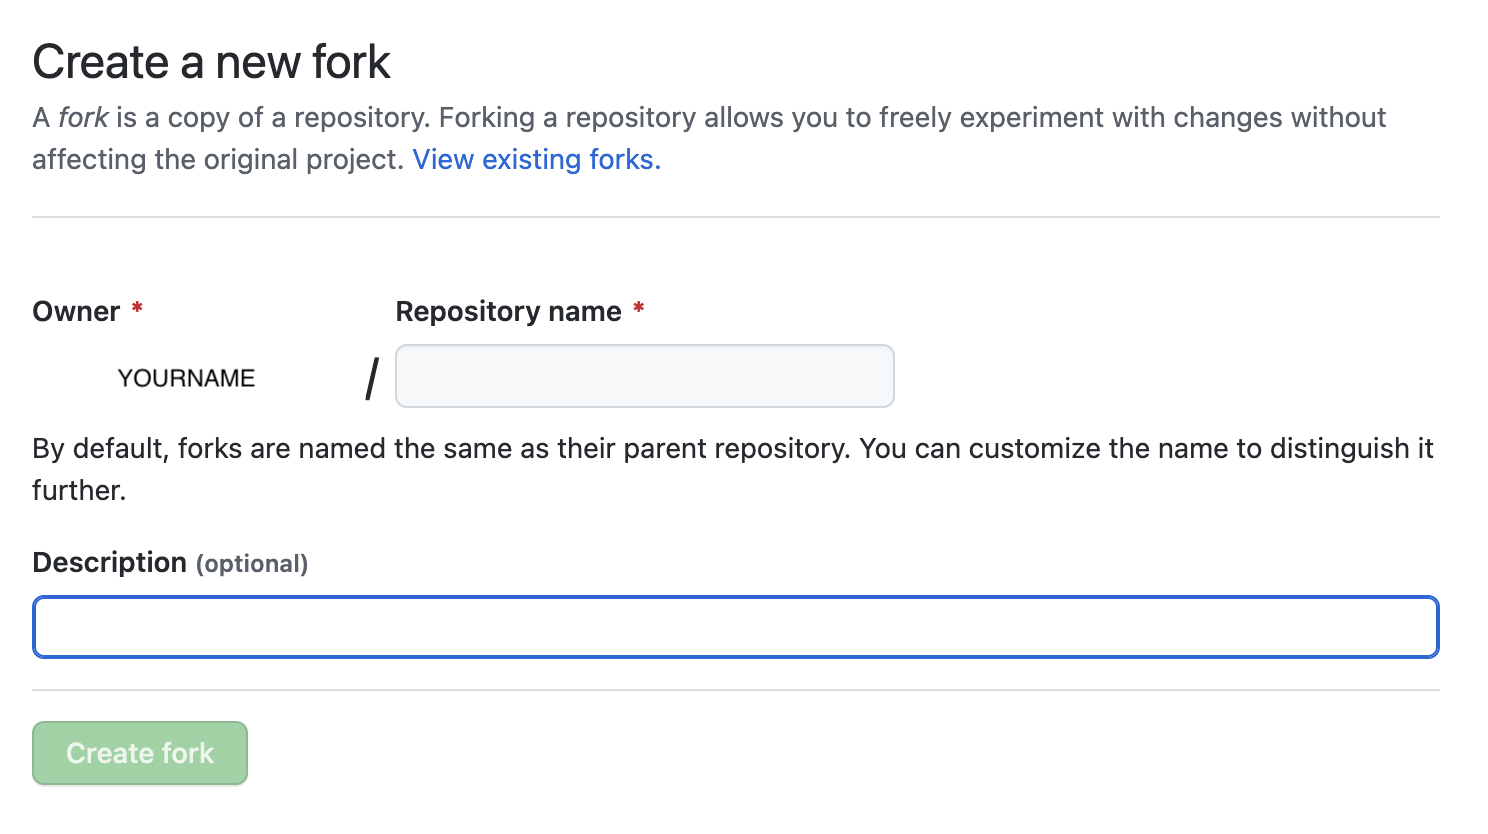 Create a new fork
A fork is a copy of a repository. Forking a repository allows you to freely experiment with changes without
affecting the original project. View existing forks.
Owner * Repository name *
YOURNAME /
By default, forks are named the same as their parent repository. You can customize the name to distinguish it
further.
Description (optional)
Create fork